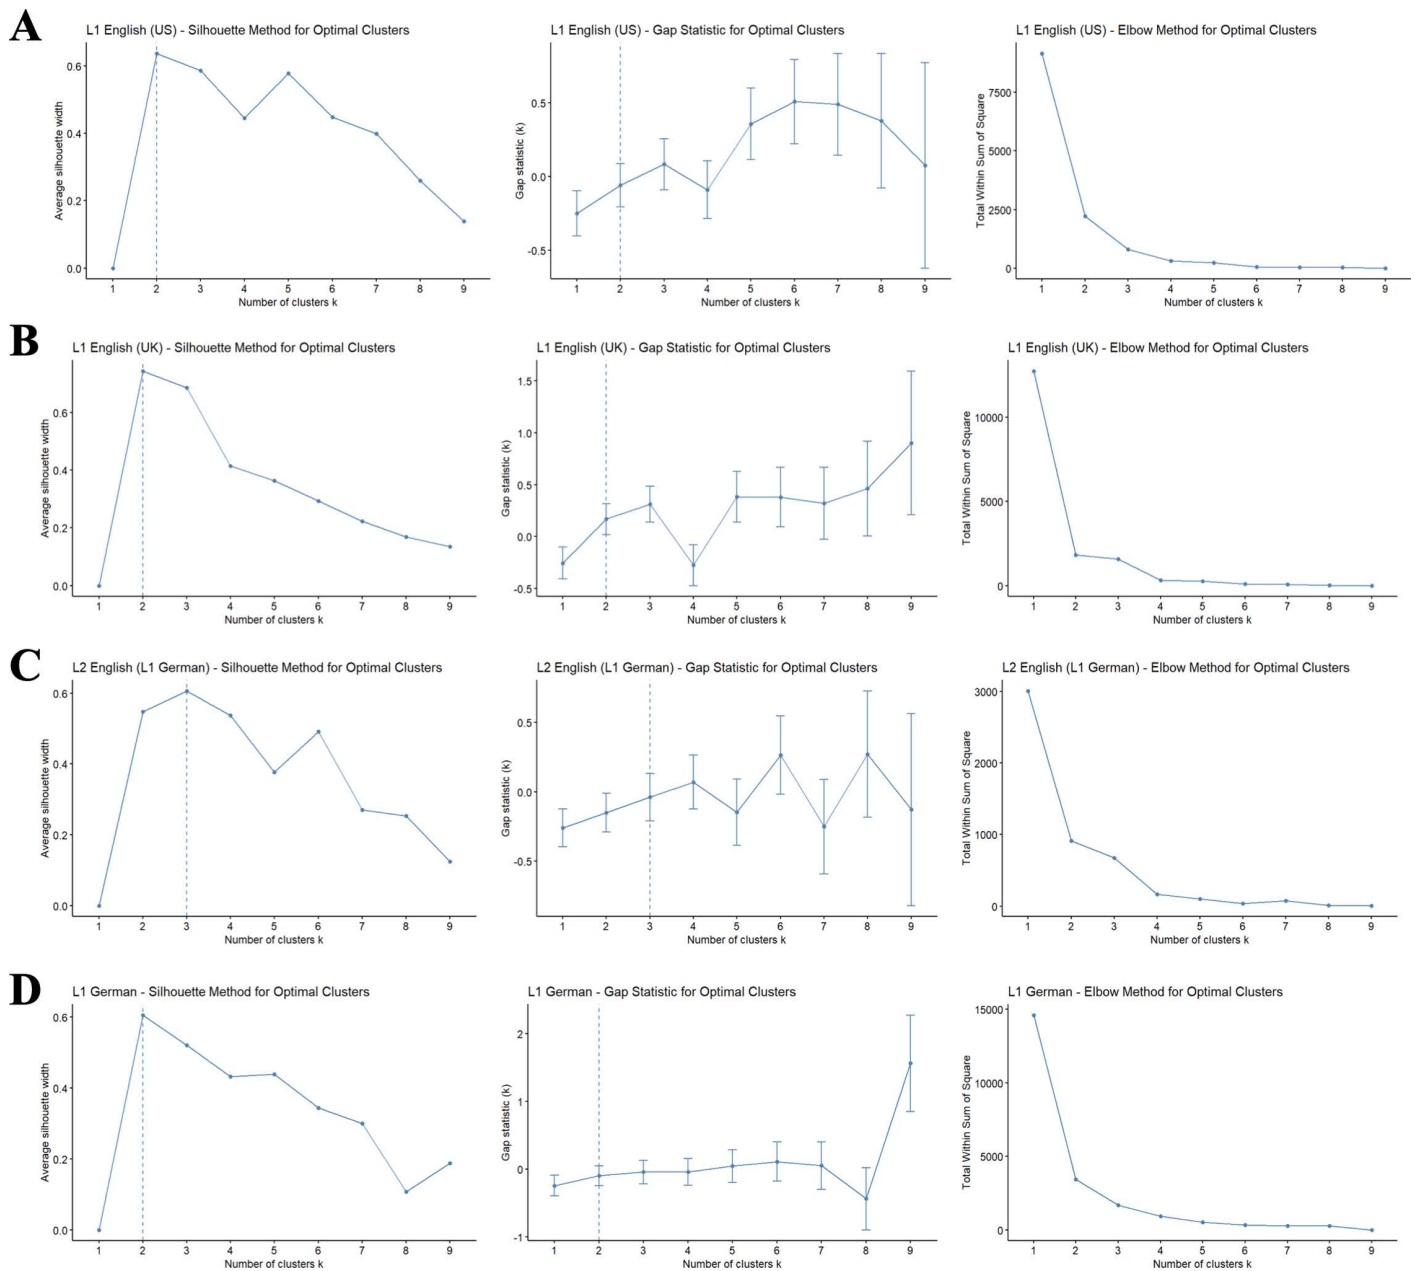 A
L1 English (US) - Silhouette Method for Optimal Clusters
Average silhouette width
0.6
0.4
0.2
0.0
1 2 3 4 5 6 7 8 9
Number of clusters k
L1 English (US) - Gap Statistic for Optimal Clusters
Gap statistic (k)
0.5
0.0
-0.5
1 2 3 4 5 6 7 8 9
Number of clusters k
L1 English (US) - Elbow Method for Optimal Clusters
Total Within Sum of Square
7500
5000
2500
0
1 2 3 4 5 6 7 8 9
Number of clusters k
B
L1 English (UK) - Silhouette Method for Optimal Clusters
Average silhouette width
0.6
0.4
0.2
0.0
1 2 3 4 5 6 7 8 9
Number of clusters k
L1 English (UK) - Gap Statistic for Optimal Clusters
Gap statistic (k)
1.5
1.0
0.5
0.0
-0.5
1 2 3 4 5 6 7 8 9
Number of clusters k
L1 English (UK) - Elbow Method for Optimal Clusters
Total Within Sum of Square
10000
5000
0
1 2 3 4 5 6 7 8 9
Number of clusters k
C
L2 English (L1 German) - Silhouette Method for Optimal Clusters
Average silhouette width
0.6
0.4
0.2
0.0
1 2 3 4 5 6 7 8 9
Number of clusters k
L2 English (L1 German) - Gap Statistic for Optimal Clusters
Gap statistic (k)
0.5
0.0
-0.5
1 2 3 4 5 6 7 8 9
Number of clusters k
L2 English (L1 German) - Elbow Method for Optimal Clusters
Total Within Sum of Square
3000
2000
1000
0
1 2 3 4 5 6 7 8 9
Number of clusters k
D
L1 German - Silhouette Method for Optimal Clusters
Average silhouette width
0.6
0.4
0.2
0.0
1 2 3 4 5 6 7 8 9
Number of clusters k
L1 German - Gap Statistic for Optimal Clusters
Gap statistic (k)
2
1
0
-1
1 2 3 4 5 6 7 8 9
Number of clusters k
L1 German - Elbow Method for Optimal Clusters
Total Within Sum of Square
15000
10000
5000
0
1 2 3 4 5 6 7 8 9
Number of clusters k